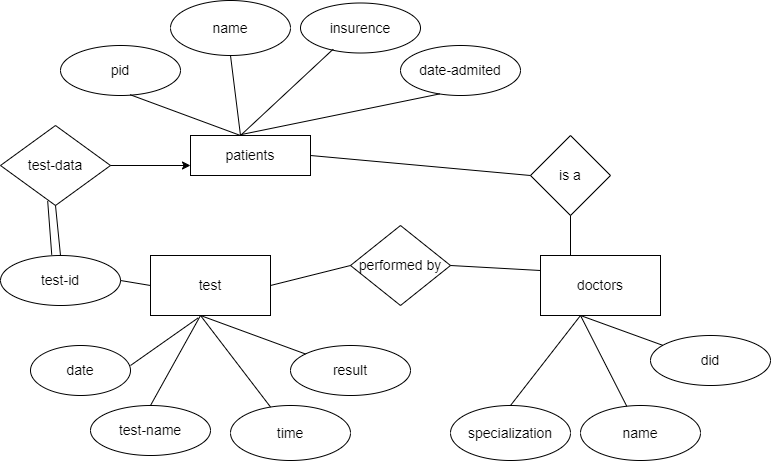 name
insurence
pid
date-admited
test-data
patients
is a
test-id
test
performed by
doctors
date
result
did
test-name
time
specialization
name